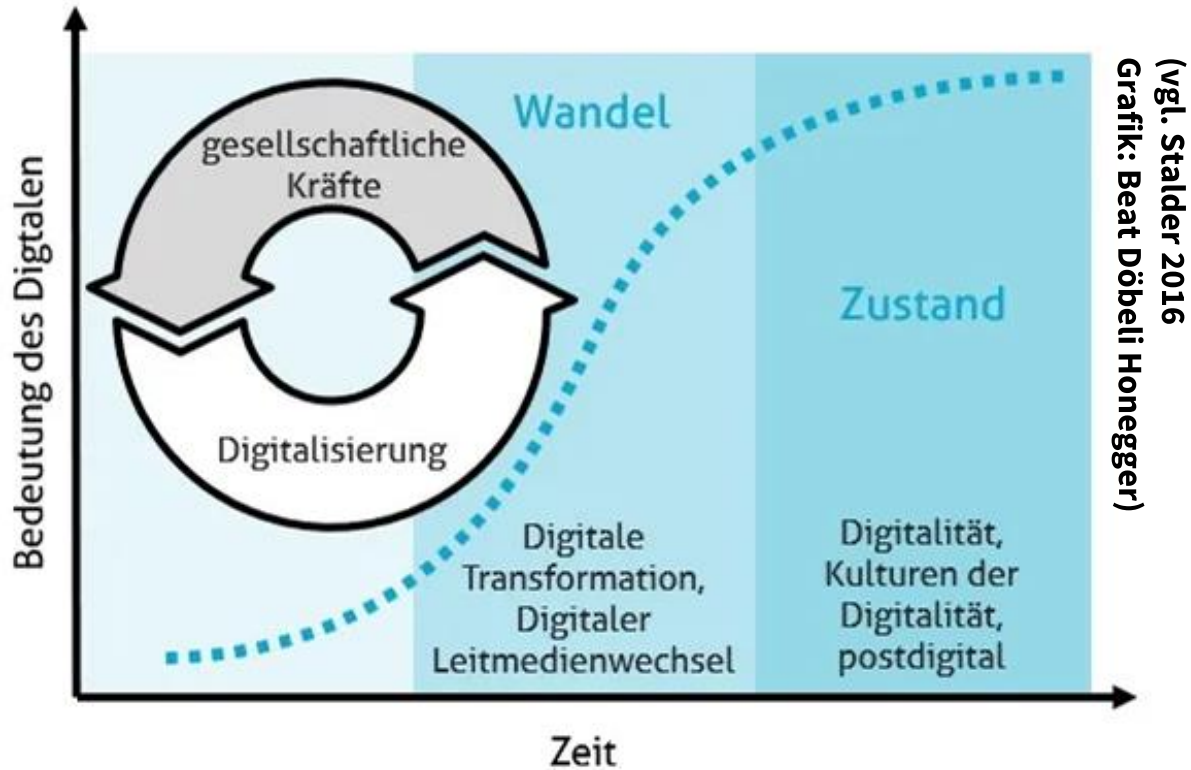 Bedeutung des Digitalen
gesellschaftliche
Kräfte
Digitalisierung
Wandel
Digitale
Transformation,
Digitaler
Leitmedienwechsel
Zustand
Digitalität,
Kulturen der
Digitalität,
postdigital
Zeit
(vgl. Stalder 2016
Grafik: Beat Döbeli Honegger)